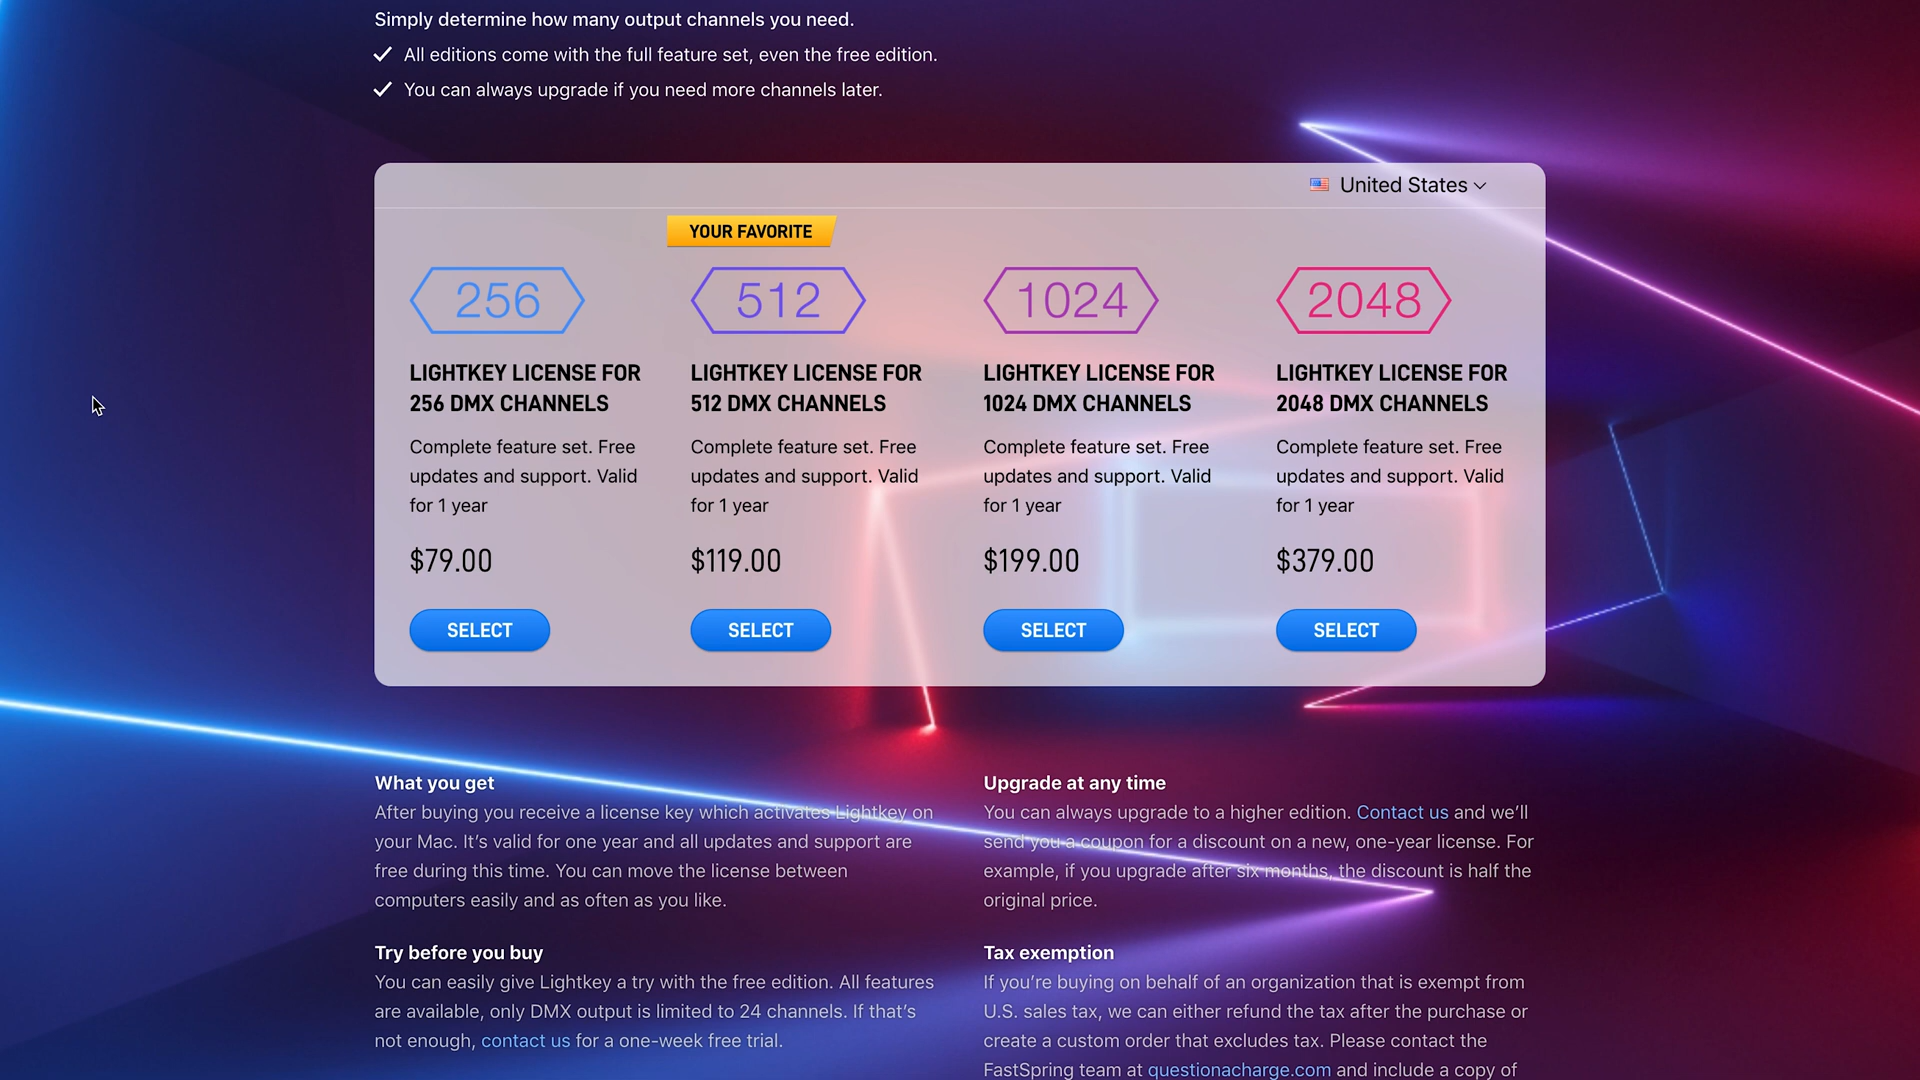 Simply determine how many output channels you need.
All editions come with the full feature set, even the free edition.
You can always upgrade if you need more channels later.
United States
YOUR FAVORITE
256
LIGHTKEY LICENSE FOR
256 DMX CHANNELS
Complete feature set. Free
updates and support. Valid
for 1 year
$79.00
SELECT
512
LIGHTKEY LICENSE FOR
512 DMX CHANNELS
Complete feature set. Free
updates and support. Valid
for 1 year
$119.00
SELECT
1024
LIGHTKEY LICENSE FOR
1024 DMX CHANNELS
Complete feature set. Free
updates and support. Valid
for 1 year
$199.00
SELECT
2048
LIGHTKEY LICENSE FOR
2048 DMX CHANNELS
Complete feature set. Free
updates and support. Valid
for 1 year
$379.00
SELECT
What you get
After buying you receive a license key which activates Lightkey on
your Mac. It’s valid for one year and all updates and support are
free during this time. You can move the license between
computers easily and as often as you like.
Try before you buy
You can easily give Lightkey a try with the free edition. All features
are available, only DMX output is limited to 24 channels. If that’s
not enough, contact us for a one-week free trial.
Upgrade at any time
You can always upgrade to a higher edition. Contact us and we’ll
send you a coupon for a discount on a new, one-year license. For
example, if you upgrade after six months, the discount is half the
original price.
Tax exemption
If you’re buying on behalf of an organization that is exempt from
U.S. sales tax, we can either refund the tax after the purchase or
create a custom order that excludes tax. Please contact the
FastSpring team at questionacharge.com and include a copy of